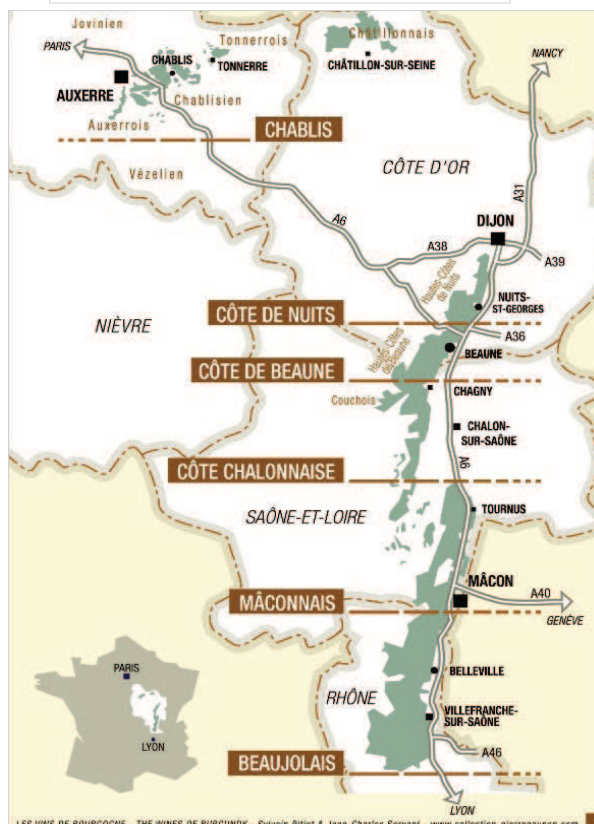 Jovinien
Châtillonnais
PARIS
Tonnerrois
NANCY
CHABLIS
TONNERRE
CHÂTILLON-SUR-SEINE
AUXERRE
Chablisien
Auxerrois
CHABLIS
Vézelien
CÔTE D'OR
A31
A6
DIJON
A38
A39
Hautes-Côtes
de Nuits
NUITS-
ST-GEORGES
NIÈVRE
CÔTE DE NUITS
A36
Hautes-Côtes
de Beaune
BEAUNE
CÔTE DE BEAUNE
CHAGNY
Couchois
CHALON-
SUR-SAÔNE
A6
CÔTE CHALONNAISE
TOURNUS
SAÔNE-ET-LOIRE
MÂCON
A40
MÂCONNAIS
GENÈVE
PARIS
BELLEVILLE
RHÔNE
VILLEFRANCHE-
SUR-SAÔNE
LYON
A46
BEAUJOLAIS
LYON
LES VINS DE BOURGOGNE - THE WINES OF BURGUNDY - Sylvain Pitiot & Jean-Charles Servant - www.collection-pierrepoupon.com